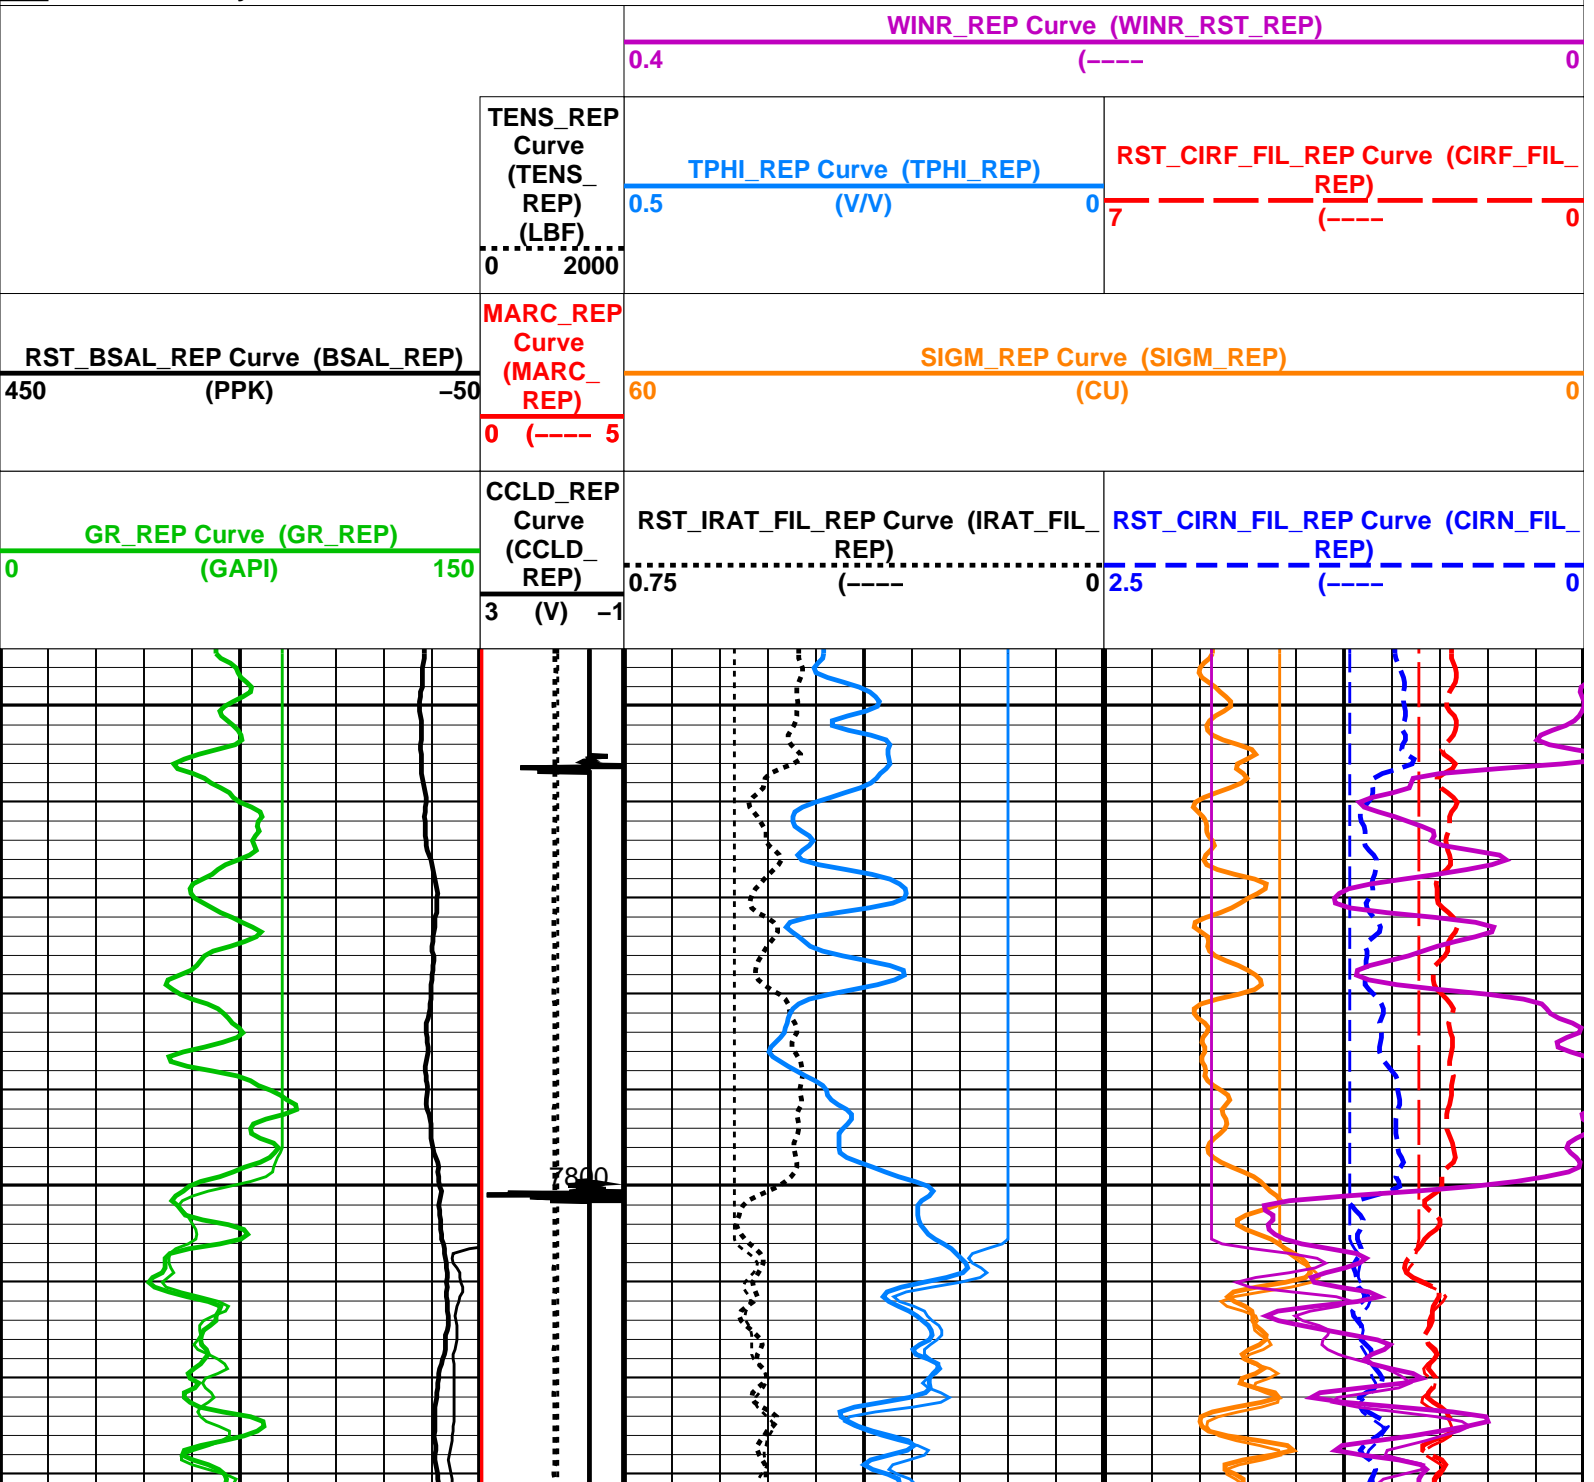 WINR_REP Curve (WINR_RST_REP)
0.4 (---- 0
TENS_REP
Curve
(TENS_
REP)
(LBF)
0 2000
TPHI_REP Curve (TPHI_REP)
0.5 (V/V) 0
RST_CIRF_FIL_REP Curve (CIRF_FIL_
REP)
7 (---- 0
RST_BSAL_REP Curve (BSAL_REP)
450 (PPK) -50
MARC_REP
Curve
(MARC_
REP)
0 (---- 5
SIGM_REP Curve (SIGM_REP)
60 (CU) 0
GR_REP Curve (GR_REP)
0 (GAPI) 150
CCLD_REP
Curve
(CCLD_
REP)
3 (V) -1
RST_IRAT_FIL_REP Curve (IRAT_FIL_
REP)
0.75 (---- 0
RST_CIRN_FIL_REP Curve (CIRN_FIL_
REP)
2.5 (---- 0
7800